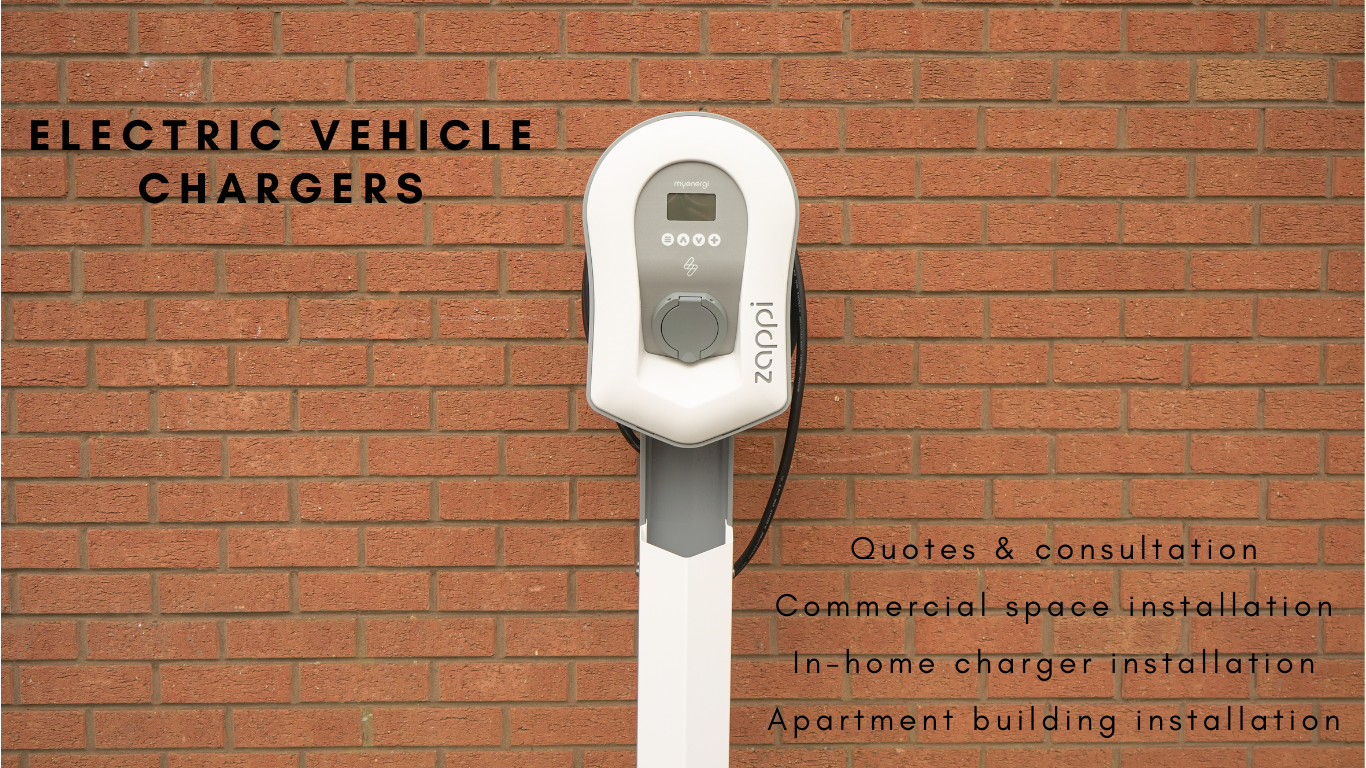 ELECTRIC VEHICLE
CHARGERS
myenergi
zappi
Quotes & consultation
Commercial space installation
In-home charger installation
Apartment building installation